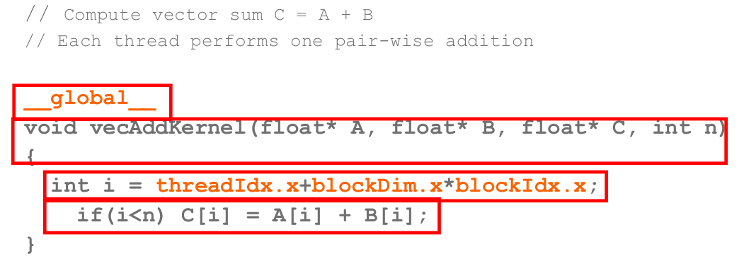 // Compute vector sum C = A + B
// Each thread performs one pair-wise addition
__global__
void vecAddKernel(float* A, float* B, float* C, int n)
{
int i = threadIdx.x+blockDim.x*blockIdx.x;
if(i<n) C[i] = A[i] + B[i];
}